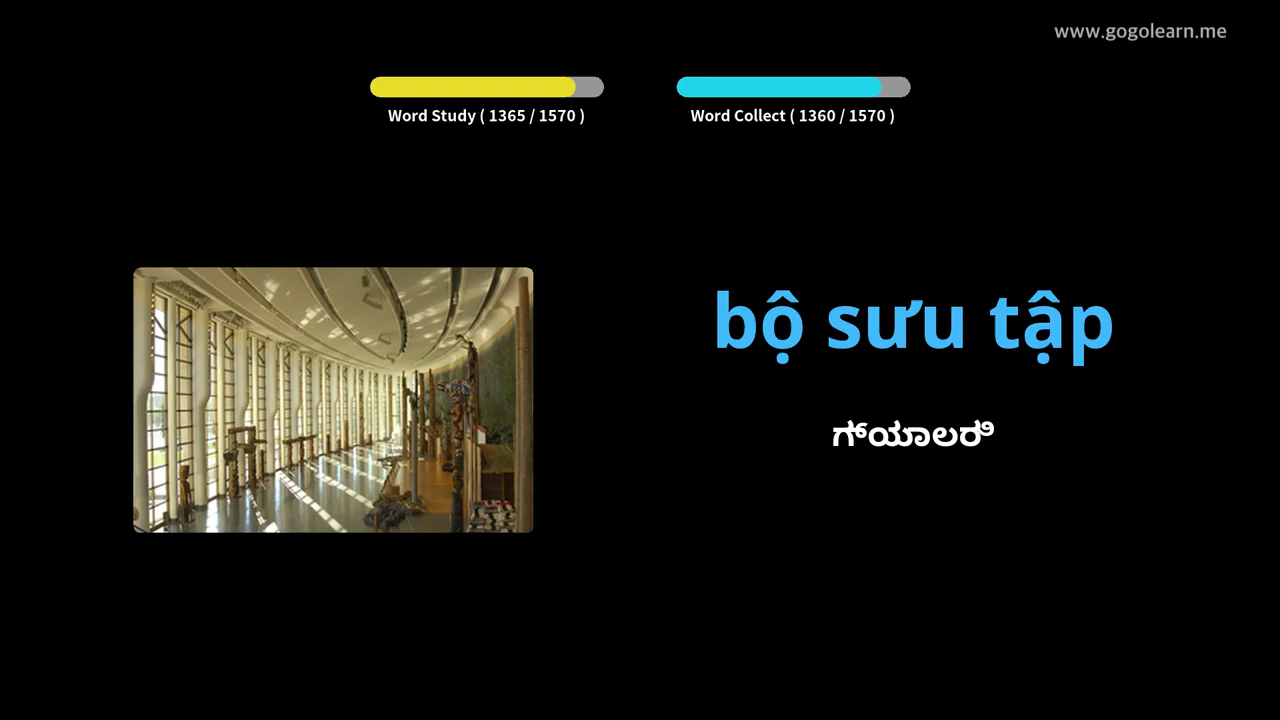 www.gogolearn.me
Word Study ( 1365 / 1570 )
Word Collect ( 1360 / 1570 )
bộ sưu tập
ಗ್ಯಾಲರಿ